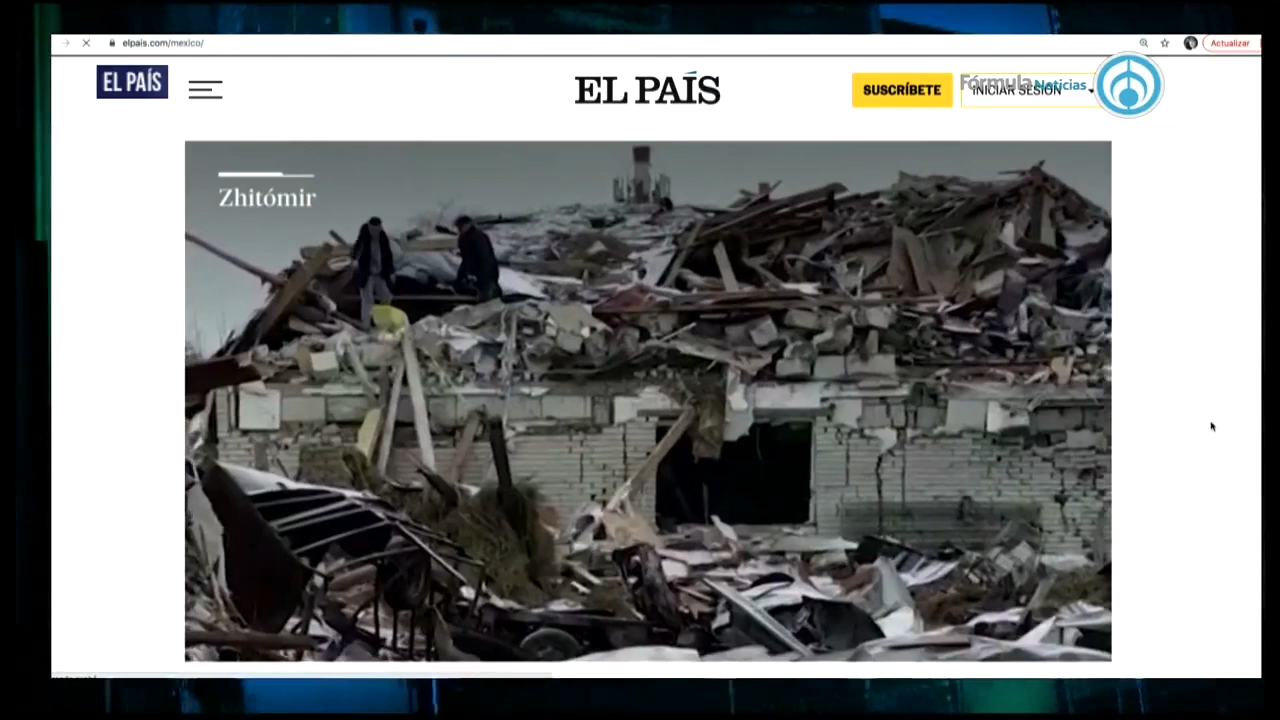 elpais.com/mexico/
Actualizar
EL PAÍS
EL PAÍS
SUSCRÍBETE
INICIAR SESIÓN
Fórmula Noticias
Zhitómir